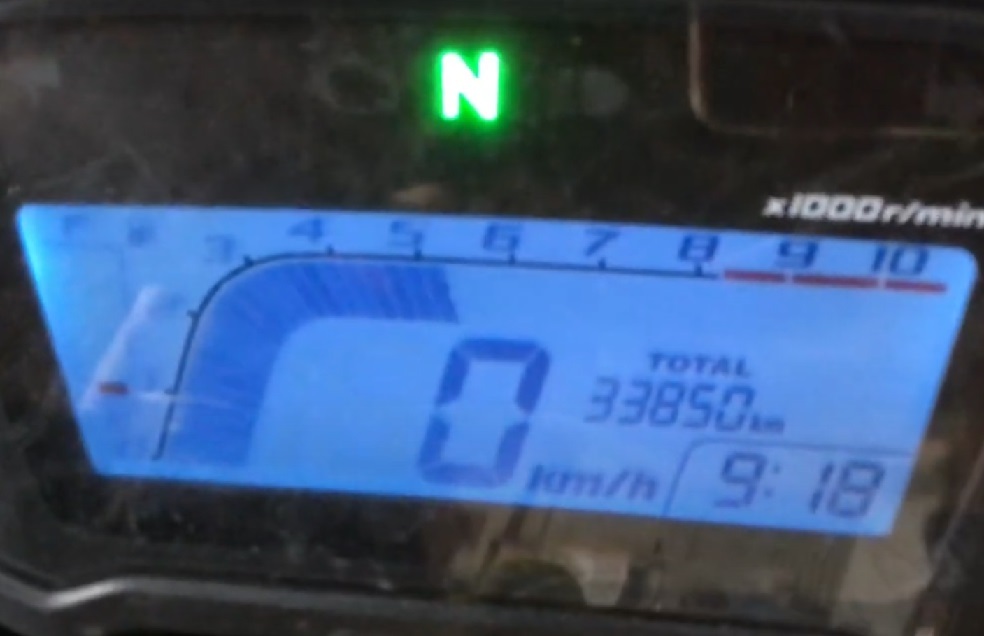 N
x1000r/min
3 4 5 6 7 8 9 10
TOTAL
33850km
0 km/h
9:18